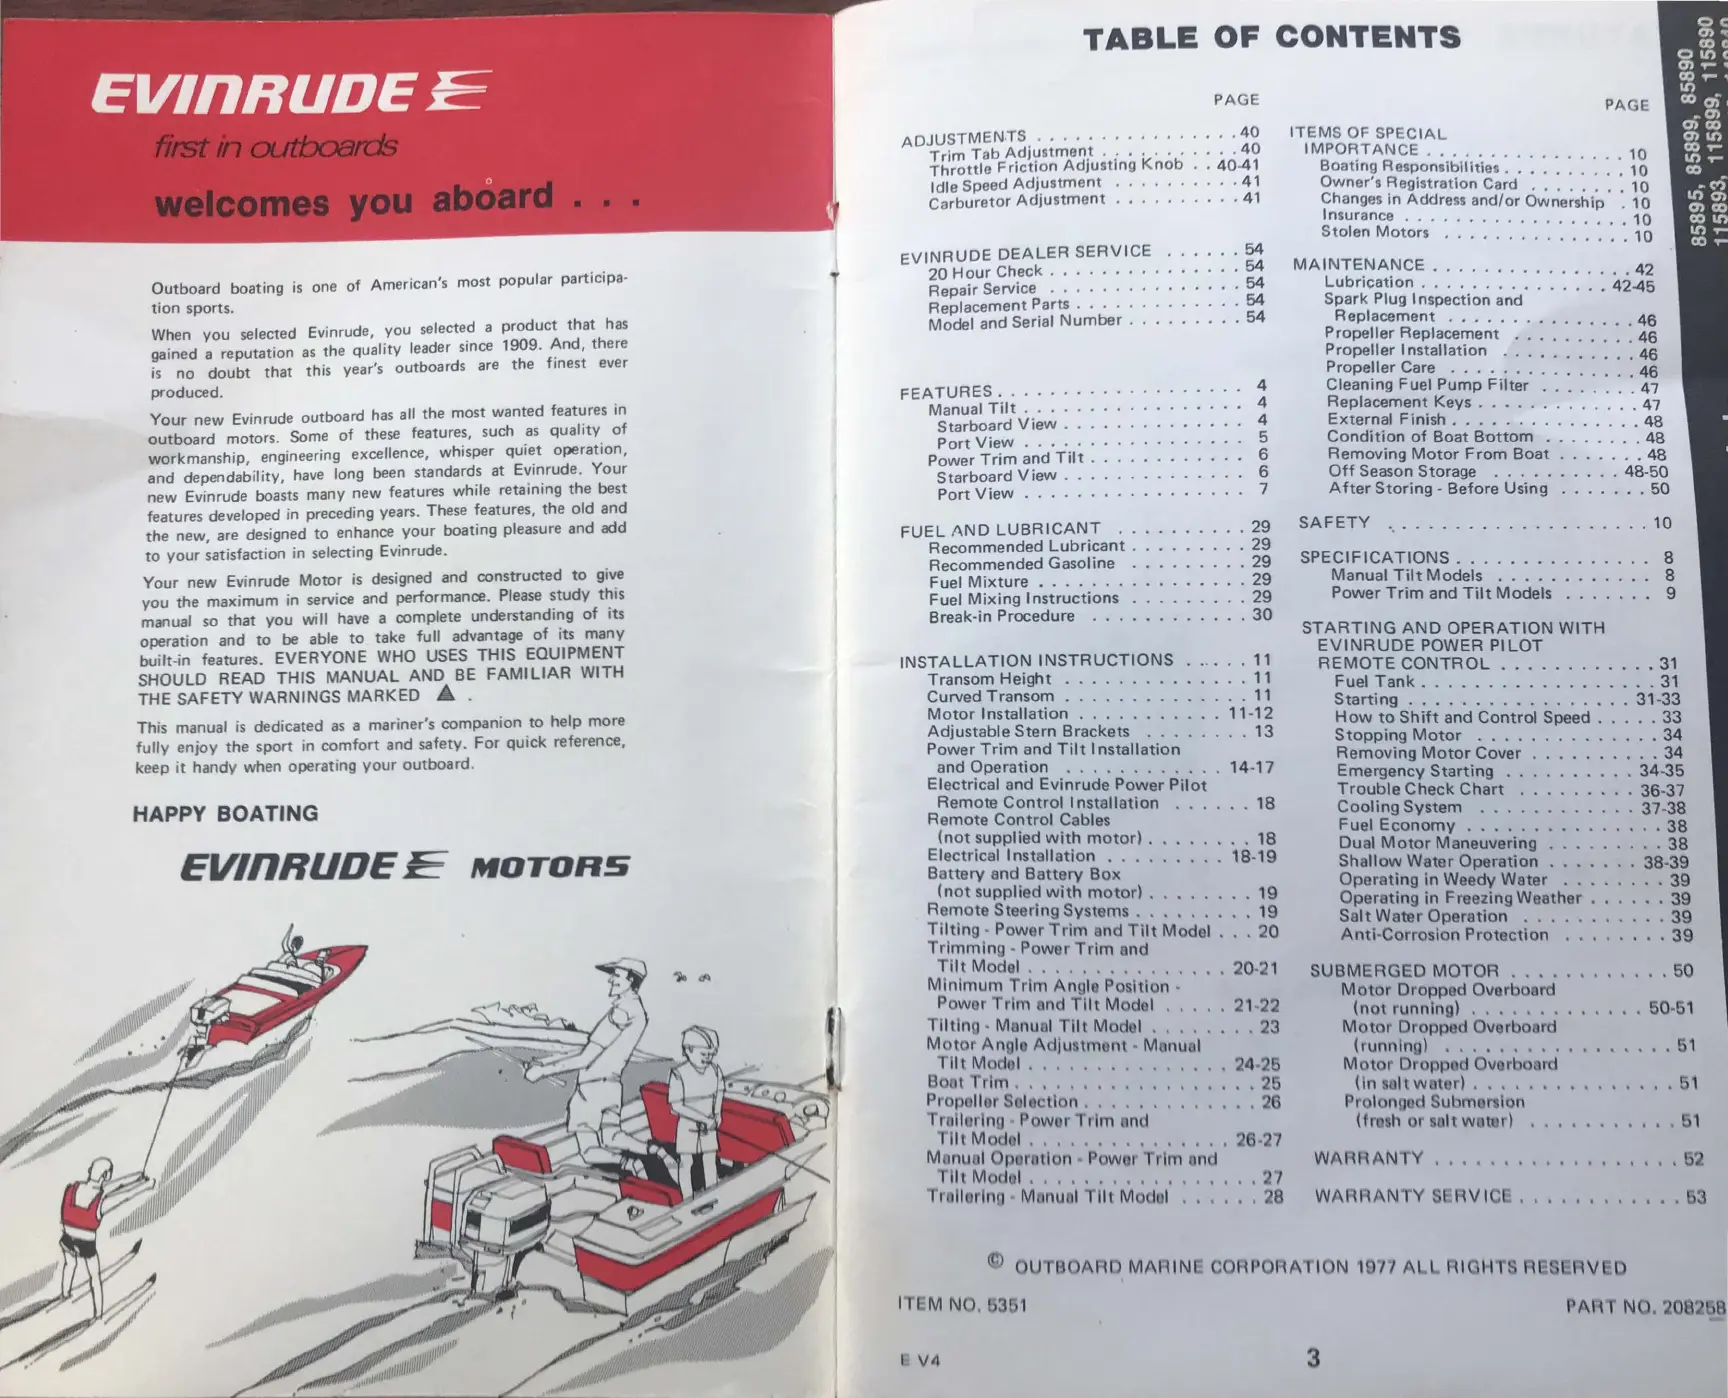 EVINRUDE
first in outboards
welcomes you aboard . . .
Outboard boating is one of American's most popular participa-
tion sports.
When you selected Evinrude, you selected a product that has
gained a reputation as the quality leader since 1909. And, there
is no doubt that this year's outboards are the finest ever
produced.
Your new Evinrude outboard has all the most wanted features in
outboard motors. Some of these features, such as quality of
workmanship, engineering excellence, whisper quiet operation,
and dependability, have long been standards at Evinrude. Your
new Evinrude boasts many new features while retaining the best
features developed in preceding years. These features, the old and
the new, are designed to enhance your boating pleasure and add
to your satisfaction in selecting Evinrude.
Your new Evinrude Motor is designed and constructed to give
you the maximum in service and performance. Please study this
manual so that you will have a complete understanding of its
operation and to be able to take full advantage of its many
built-in features. EVERYONE WHO USES THIS EQUIPMENT
SHOULD READ THIS MANUAL AND BE FAMILIAR WITH
THE SAFETY WARNINGS MARKED .
This manual is dedicated as a mariner's companion to help more
fully enjoy the sport in comfort and safety. For quick reference,
keep it handy when operating your outboard.
HAPPY BOATING
EVINRUDE MOTORS
TABLE OF CONTENTS
PAGE
ADJUSTMENTS . . . . . . . . . . . . . . . . 40
Trim Tab Adjustment . . . . . . . . . . . 40
Throttle Friction Adjusting Knob . . 40-41
Idle Speed Adjustment . . . . . . . . . . 41
Carburetor Adjustment . . . . . . . . . . 41
EVINRUDE DEALER SERVICE . . . . . . 54
20 Hour Check . . . . . . . . . . . . . . . 54
Repair Service . . . . . . . . . . . . . 54
Replacement Parts . . . . . . . . . . . . . 54
Model and Serial Number . . . . . . . . . 54
FEATURES . . . . . . . . . . . . . . . . . . . 4
Manual Tilt . . . . . . . . . . . . . . . . . 4
Starboard View . . . . . . . . . . . . . . 4
Port View . . . . . . . . . . . . . . . . . 5
Power Trim and Tilt . . . . . . . . . . . . 6
Starboard View . . . . . . . . . . . . . . 6
Port View . . . . . . . . . . . . . . . . . 7
FUEL AND LUBRICANT . . . . . . . . . . 29
Recommended Lubricant . . . . . . . . . 29
Recommended Gasoline . . . . . . . . . 29
Fuel Mixture . . . . . . . . . . . . . . . . 29
Fuel Mixing Instructions . . . . . . . . . 29
Break-in Procedure . . . . . . . . . . . . 30
INSTALLATION INSTRUCTIONS . . . . . 11
Transom Height . . . . . . . . . . . . . . 11
Curved Transom . . . . . . . . . . . . . . 11
Motor Installation . . . . . . . . . . . 11-12
Adjustable Stern Brackets . . . . . . . . 13
Power Trim and Tilt Installation
and Operation . . . . . . . . . . . . 14-17
Electrical and Evinrude Power Pilot
Remote Control Installation . . . . . . 18
Remote Control Cables
(not supplied with motor) . . . . . . . . 18
Electrical Installation . . . . . . . . . 18-19
Battery and Battery Box
(not supplied with motor) . . . . . . . . 19
Remote Steering Systems . . . . . . . . . 19
Tilting - Power Trim and Tilt Model . . . 20
Trimming - Power Trim and
Tilt Model . . . . . . . . . . . . . . . 20-21
Minimum Trim Angle Position -
Power Trim and Tilt Model . . . . . 21-22
Tilting - Manual Tilt Model . . . . . . . . 23
Motor Angle Adjustment - Manual
Tilt Model . . . . . . . . . . . . . . . 24-25
Boat Trim . . . . . . . . . . . . . . . . . . 25
Propeller Selection . . . . . . . . . . . . . 26
Trailering - Power Trim and
Tilt Model . . . . . . . . . . . . . . . 26-27
Manual Operation - Power Trim and
Tilt Model . . . . . . . . . . . . . . . . . 27
Trailering - Manual Tilt Model . . . . . . 28
PAGE
ITEMS OF SPECIAL
IMPORTANCE . . . . . . . . . . . . . . . 10
Boating Responsibilities . . . . . . . . . . 10
Owner's Registration Card . . . . . . . . 10
Changes in Address and/or Ownership . 10
Insurance . . . . . . . . . . . . . . . . . 10
Stolen Motors . . . . . . . . . . . . . . 10
MAINTENANCE . . . . . . . . . . . . . . . . 42
Lubrication . . . . . . . . . . . . . . . 42-45
Spark Plug Inspection and
Replacement . . . . . . . . . . . . . . . 46
Propeller Replacement . . . . . . . . . . 46
Propeller Installation . . . . . . . . . . . 46
Propeller Care . . . . . . . . . . . . . . 46
Cleaning Fuel Pump Filter . . . . . . . . 47
Replacement Keys . . . . . . . . . . . . . 47
External Finish . . . . . . . . . . . . . . . 48
Condition of Boat Bottom . . . . . . . . 48
Removing Motor From Boat . . . . . . . 48
Off Season Storage . . . . . . . . . . 48-50
After Storing - Before Using . . . . . . . 50
SAFETY . . . . . . . . . . . . . . . . . . . . 10
SPECIFICATIONS . . . . . . . . . . . . . . . 8
Manual Tilt Models . . . . . . . . . . . . 8
Power Trim and Tilt Models . . . . . . . 9
STARTING AND OPERATION WITH
EVINRUDE POWER PILOT
REMOTE CONTROL . . . . . . . . . . . . 31
Fuel Tank . . . . . . . . . . . . . . . . . . 31
Starting . . . . . . . . . . . . . . . . . 31-33
How to Shift and Control Speed . . . . . 33
Stopping Motor . . . . . . . . . . . . . . 34
Removing Motor Cover . . . . . . . . . . 34
Emergency Starting . . . . . . . . . . 34-35
Trouble Check Chart . . . . . . . . . 36-37
Cooling System . . . . . . . . . . . . 37-38
Fuel Economy . . . . . . . . . . . . . . . 38
Dual Motor Maneuvering . . . . . . . . . 38
Shallow Water Operation . . . . . . . 38-39
Operating in Weedy Water . . . . . . . . 39
Operating in Freezing Weather . . . . . . 39
Salt Water Operation . . . . . . . . . . . 39
Anti-Corrosion Protection . . . . . . . . 39
SUBMERGED MOTOR . . . . . . . . . . . . 50
Motor Dropped Overboard
(not running) . . . . . . . . . . . . . 50-51
Motor Dropped Overboard
(running) . . . . . . . . . . . . . . . . . 51
Motor Dropped Overboard
(in salt water) . . . . . . . . . . . . . . . 51
Prolonged Submersion
(fresh or salt water) . . . . . . . . . . . 51
WARRANTY . . . . . . . . . . . . . . . . . . 52
WARRANTY SERVICE . . . . . . . . . . . . 53
© OUTBOARD MARINE CORPORATION 1977 ALL RIGHTS RESERVED
ITEM NO. 5351
PART NO. 208258
E V4
3
85895, 85899, 85890
115893, 115899, 115890